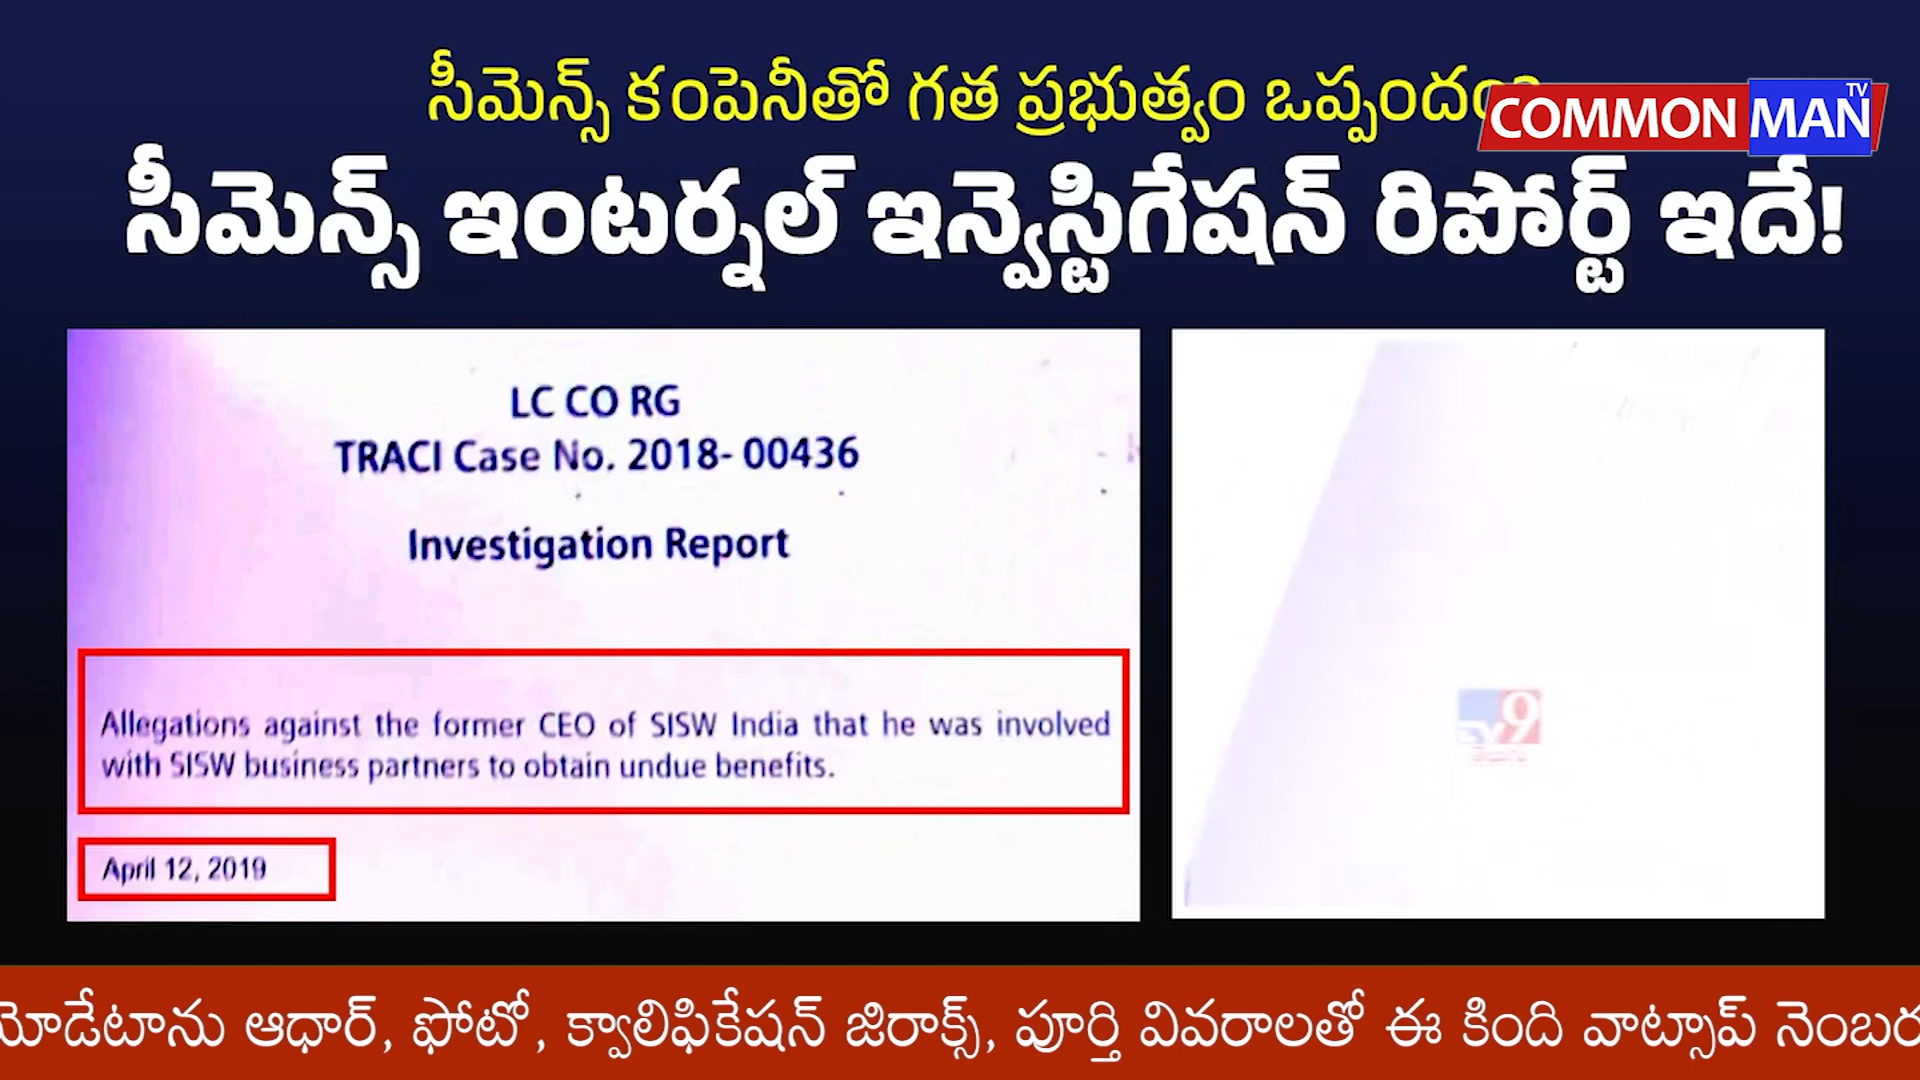 సీమెన్స్ కంపెనీతో గత ప్రభుత్వం ఒప్పందం?
COMMON MAN TV
సీమెన్స్ ఇంటర్నల్ ఇన్వెస్టిగేషన్ రిపోర్ట్ ఇదే!
LC CO RG
TRACI Case No. 2018- 00436
Investigation Report
Allegations against the former CEO of SISW India that he was involved
with SISW business partners to obtain undue benefits.
April 12, 2019
TV9
యోడేటాను ఆధార్, ఫోటో, క్వాలిఫికేషన్ జిరాక్స్, పూర్తి వివరాలతో ఈ కింది వాట్సాప్ నెంబర